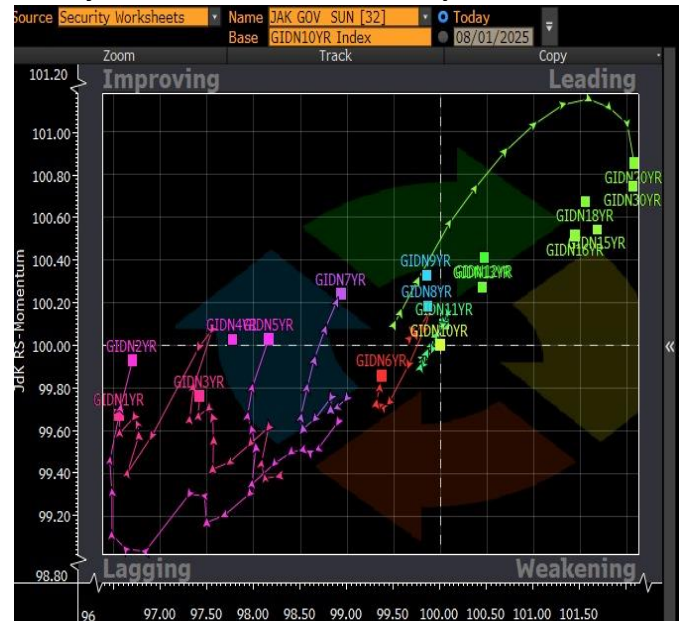 Source Security Worksheets Name JAK GOV SUN [32] Today
Base GIDN10YR Index 08/01/2025
Zoom Track Copy
101.20 Improving Leading
101.00
100.80
GIDN20YR
GIDN30YR
100.60
GIDN18YR
GIDN15YR
GIDN16YR
100.40
GIDN9YR
100.20
GIDN7YR
GIDN8YR
GIDN11YR
GIDN4YR GIDN5YR
GIDN10YR
100.00
GIDN2YR
«
GIDN6YR
99.80
GIDN3YR
GIDN1YR
99.60
99.40
99.20
98.80 Lagging Weakening
JdK RS-Momentum
96 97.00 97.50 98.00 98.50 99.00 99.50 100.00 100.50 101.00 101.50